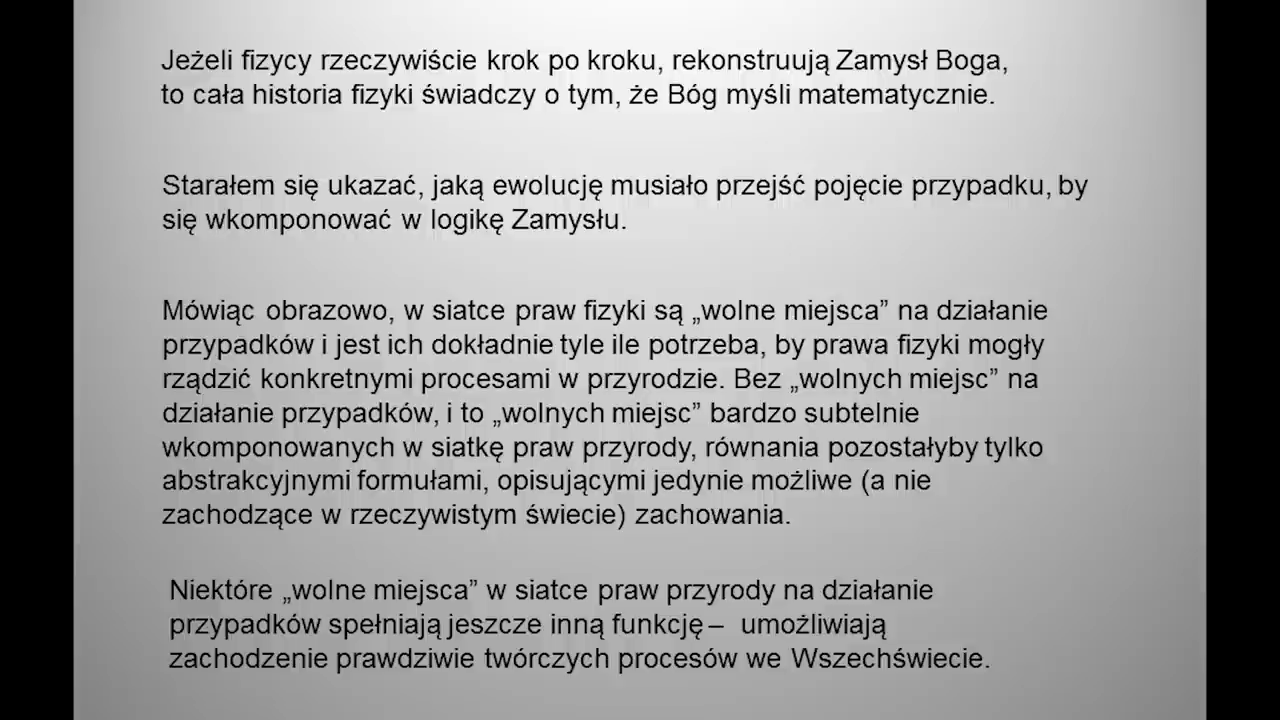 Jeżeli fizycy rzeczywiście krok po kroku, rekonstruują Zamysł Boga,
to cała historia fizyki świadczy o tym, że Bóg myśli matematycznie.
Starałem się ukazać, jaką ewolucję musiało przejść pojęcie przypadku, by
się wkomponować w logikę Zamysłu.
Mówiąc obrazowo, w siatce praw fizyki są „wolne miejsca” na działanie
przypadków i jest ich dokładnie tyle ile potrzeba, by prawa fizyki mogły
rządzić konkretnymi procesami w przyrodzie. Bez „wolnych miejsc” na
działanie przypadków, i to „wolnych miejsc” bardzo subtelnie
wkomponowanych w siatkę praw przyrody, równania pozostałyby tylko
abstrakcyjnymi formułami, opisującymi jedynie możliwe (a nie
zachodzące w rzeczywistym świecie) zachowania.
Niektóre „wolne miejsca” w siatce praw przyrody na działanie
przypadków spełniają jeszcze inną funkcję – umożliwiają
zachodzenie prawdziwie twórczych procesów we Wszechświecie.